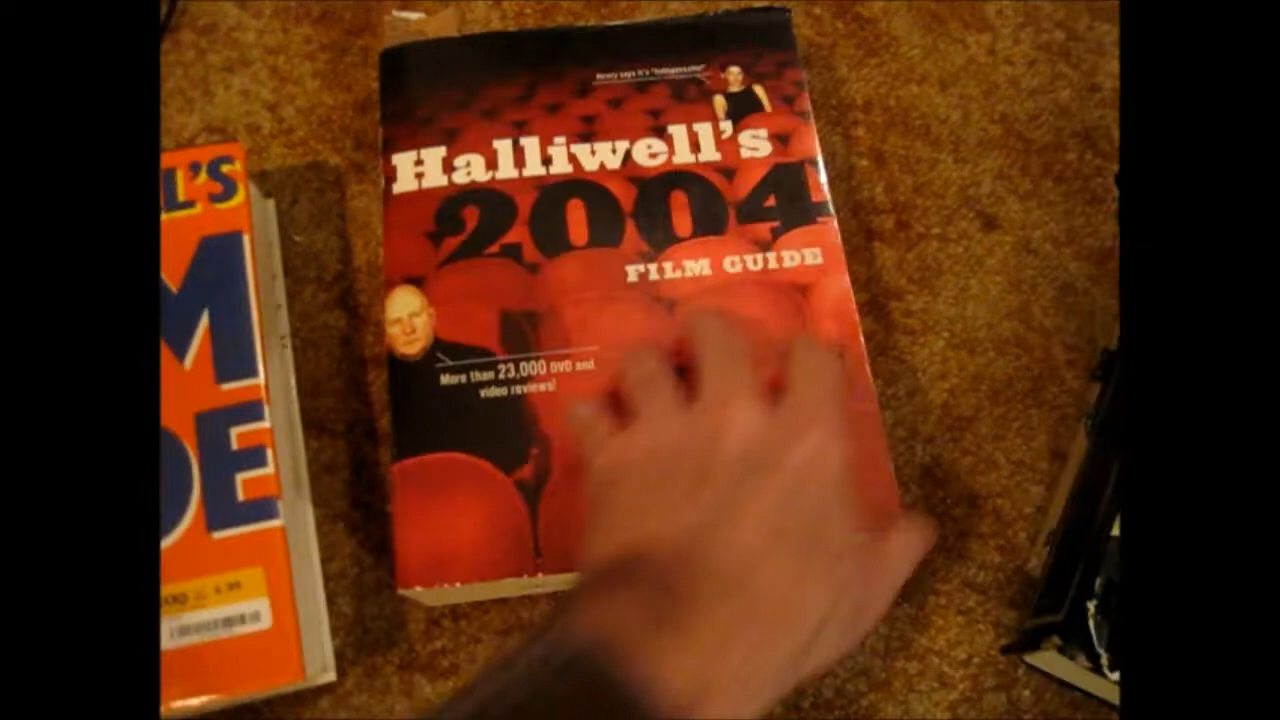 Halliwell's
2004
FILM GUIDE
More than 23,000 DVD and
video reviews!
L'S
M
DE